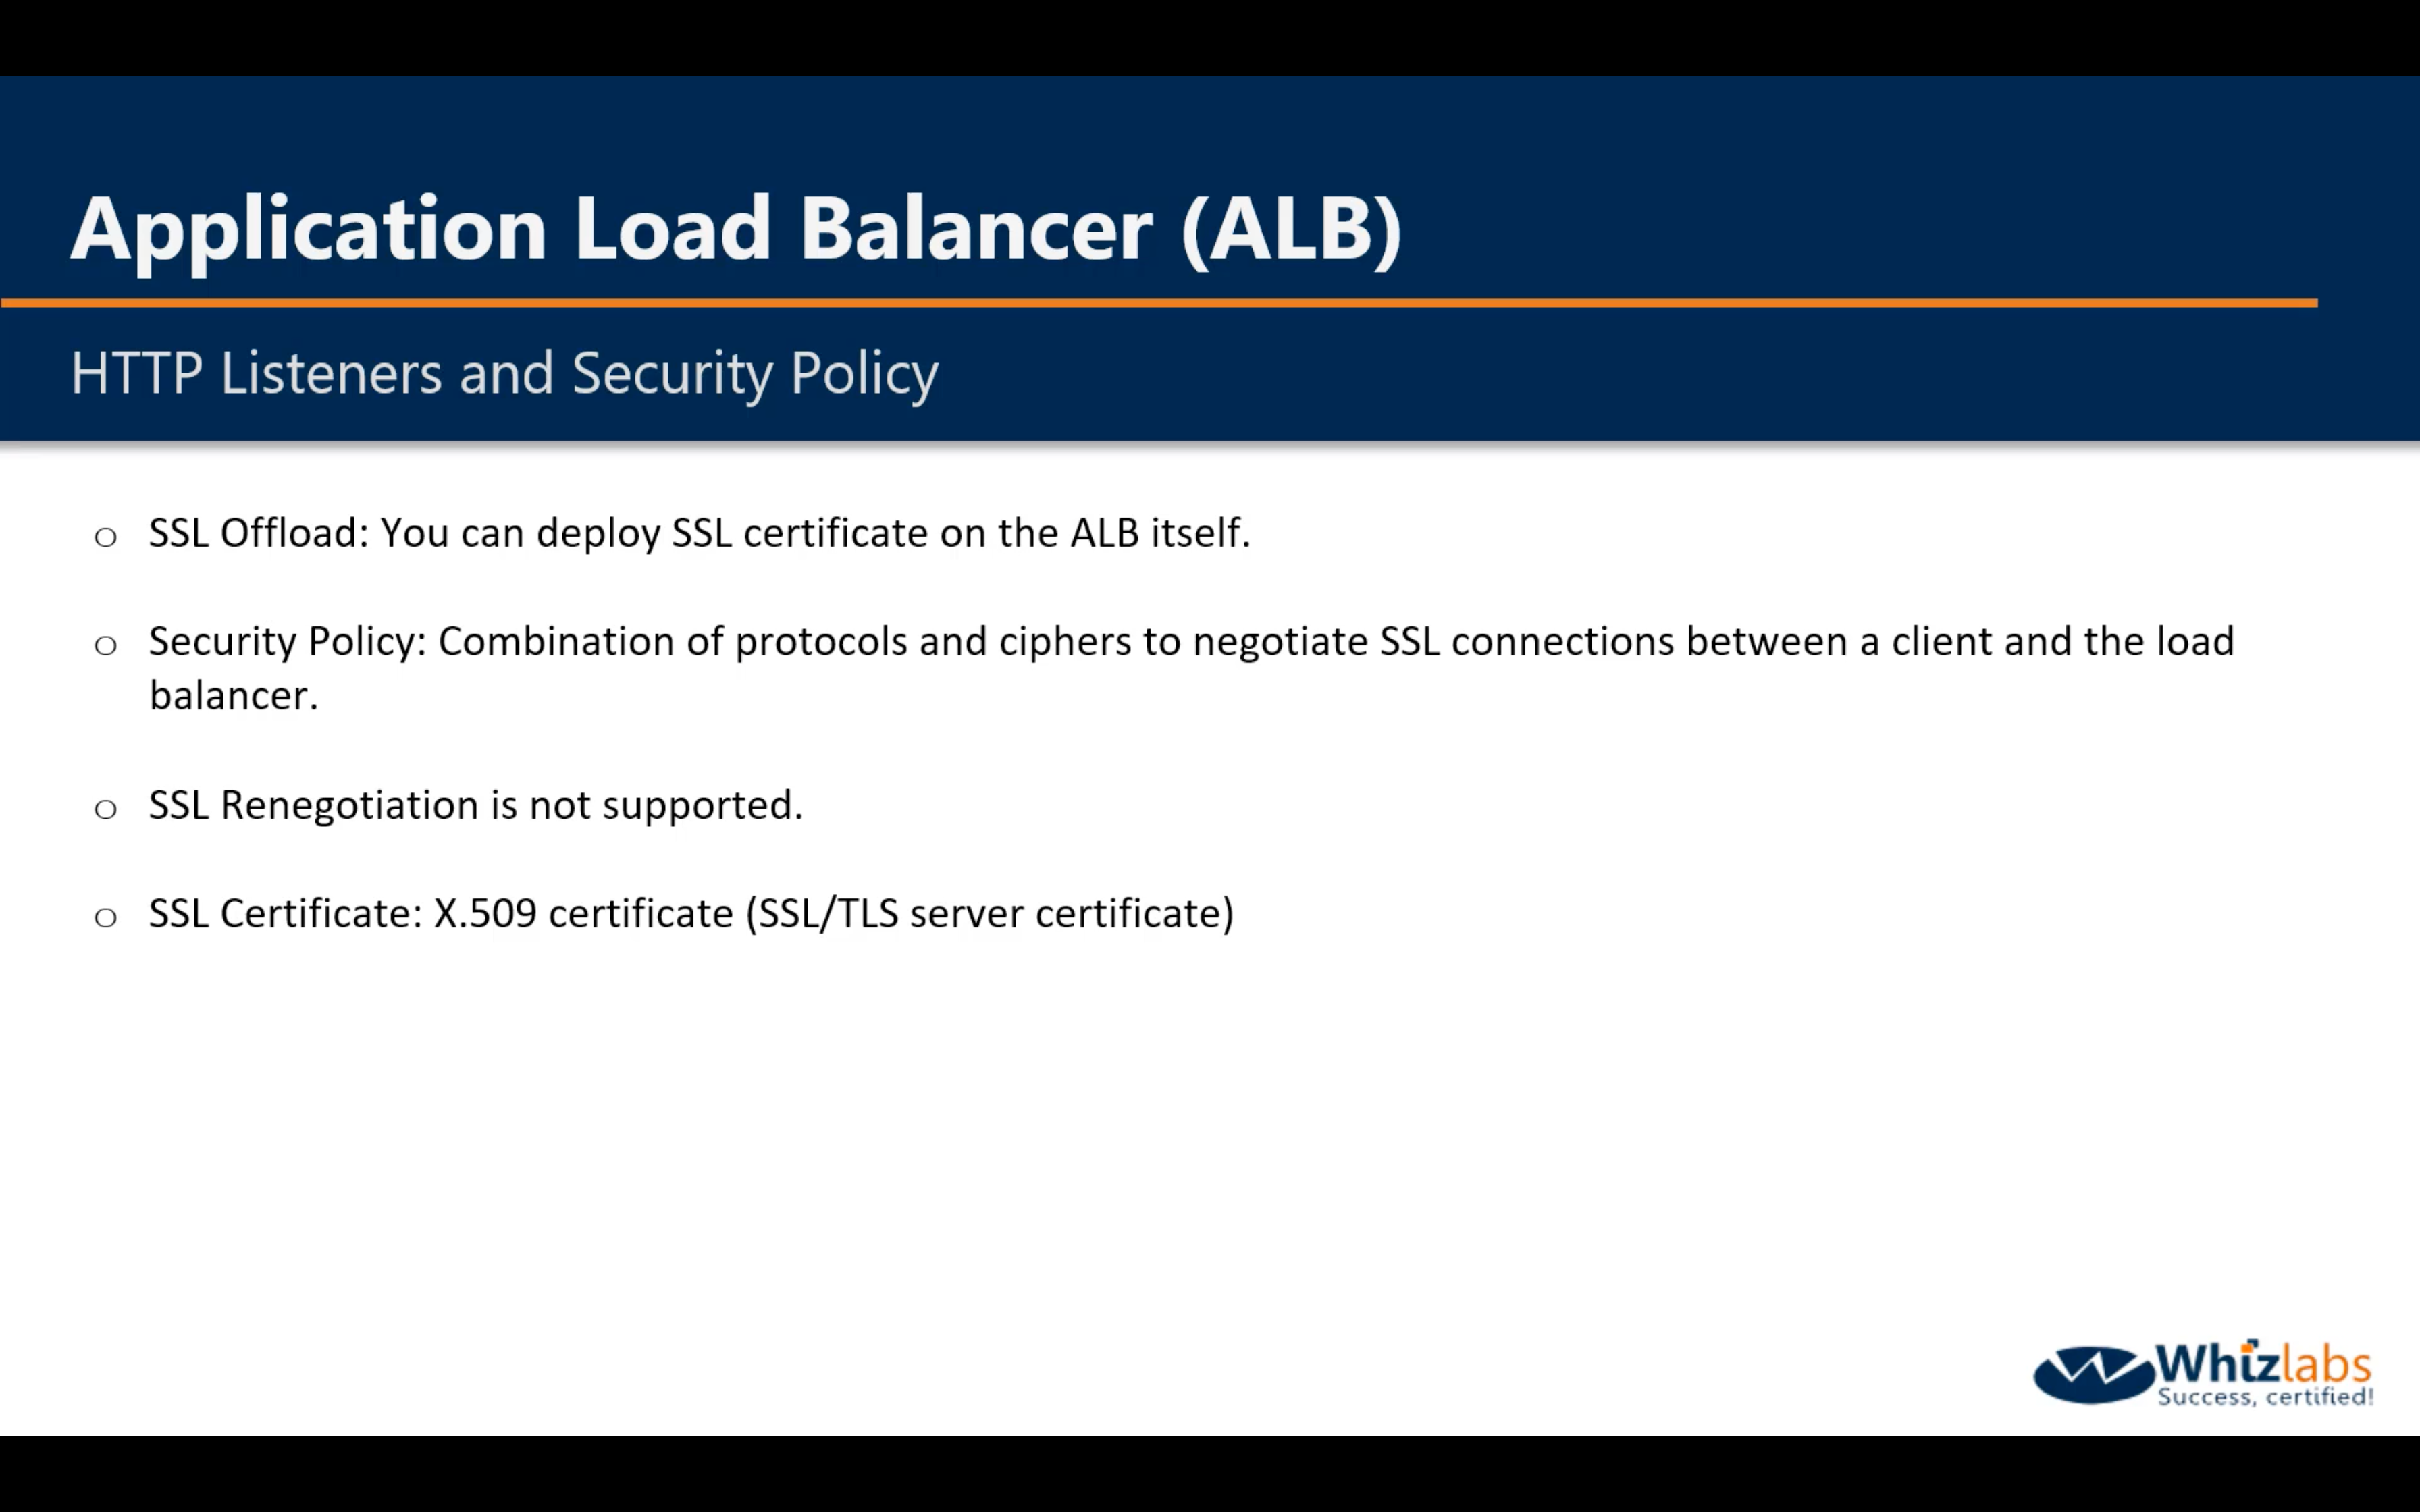 Application Load Balancer (ALB)
HTTP Listeners and Security Policy
o SSL Offload: You can deploy SSL certificate on the ALB itself.
o Security Policy: Combination of protocols and ciphers to negotiate SSL connections between a client and the load
balancer.
o SSL Renegotiation is not supported.
o SSL Certificate: X.509 certificate (SSL/TLS server certificate)
Whizlabs
Success, certified!